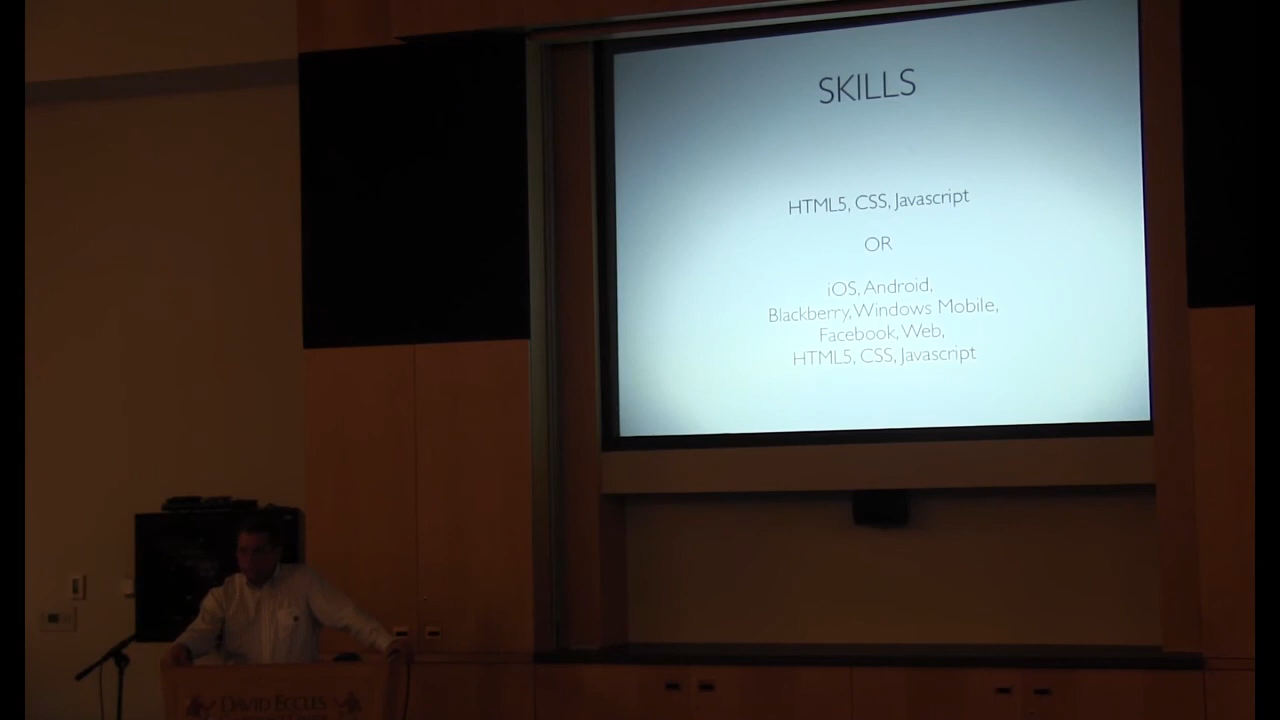 SKILLS
HTML5, CSS, Javascript
OR
iOS, Android,
Blackberry, Windows Mobile,
Facebook, Web,
HTML5, CSS, Javascript
DAVID ECCLES